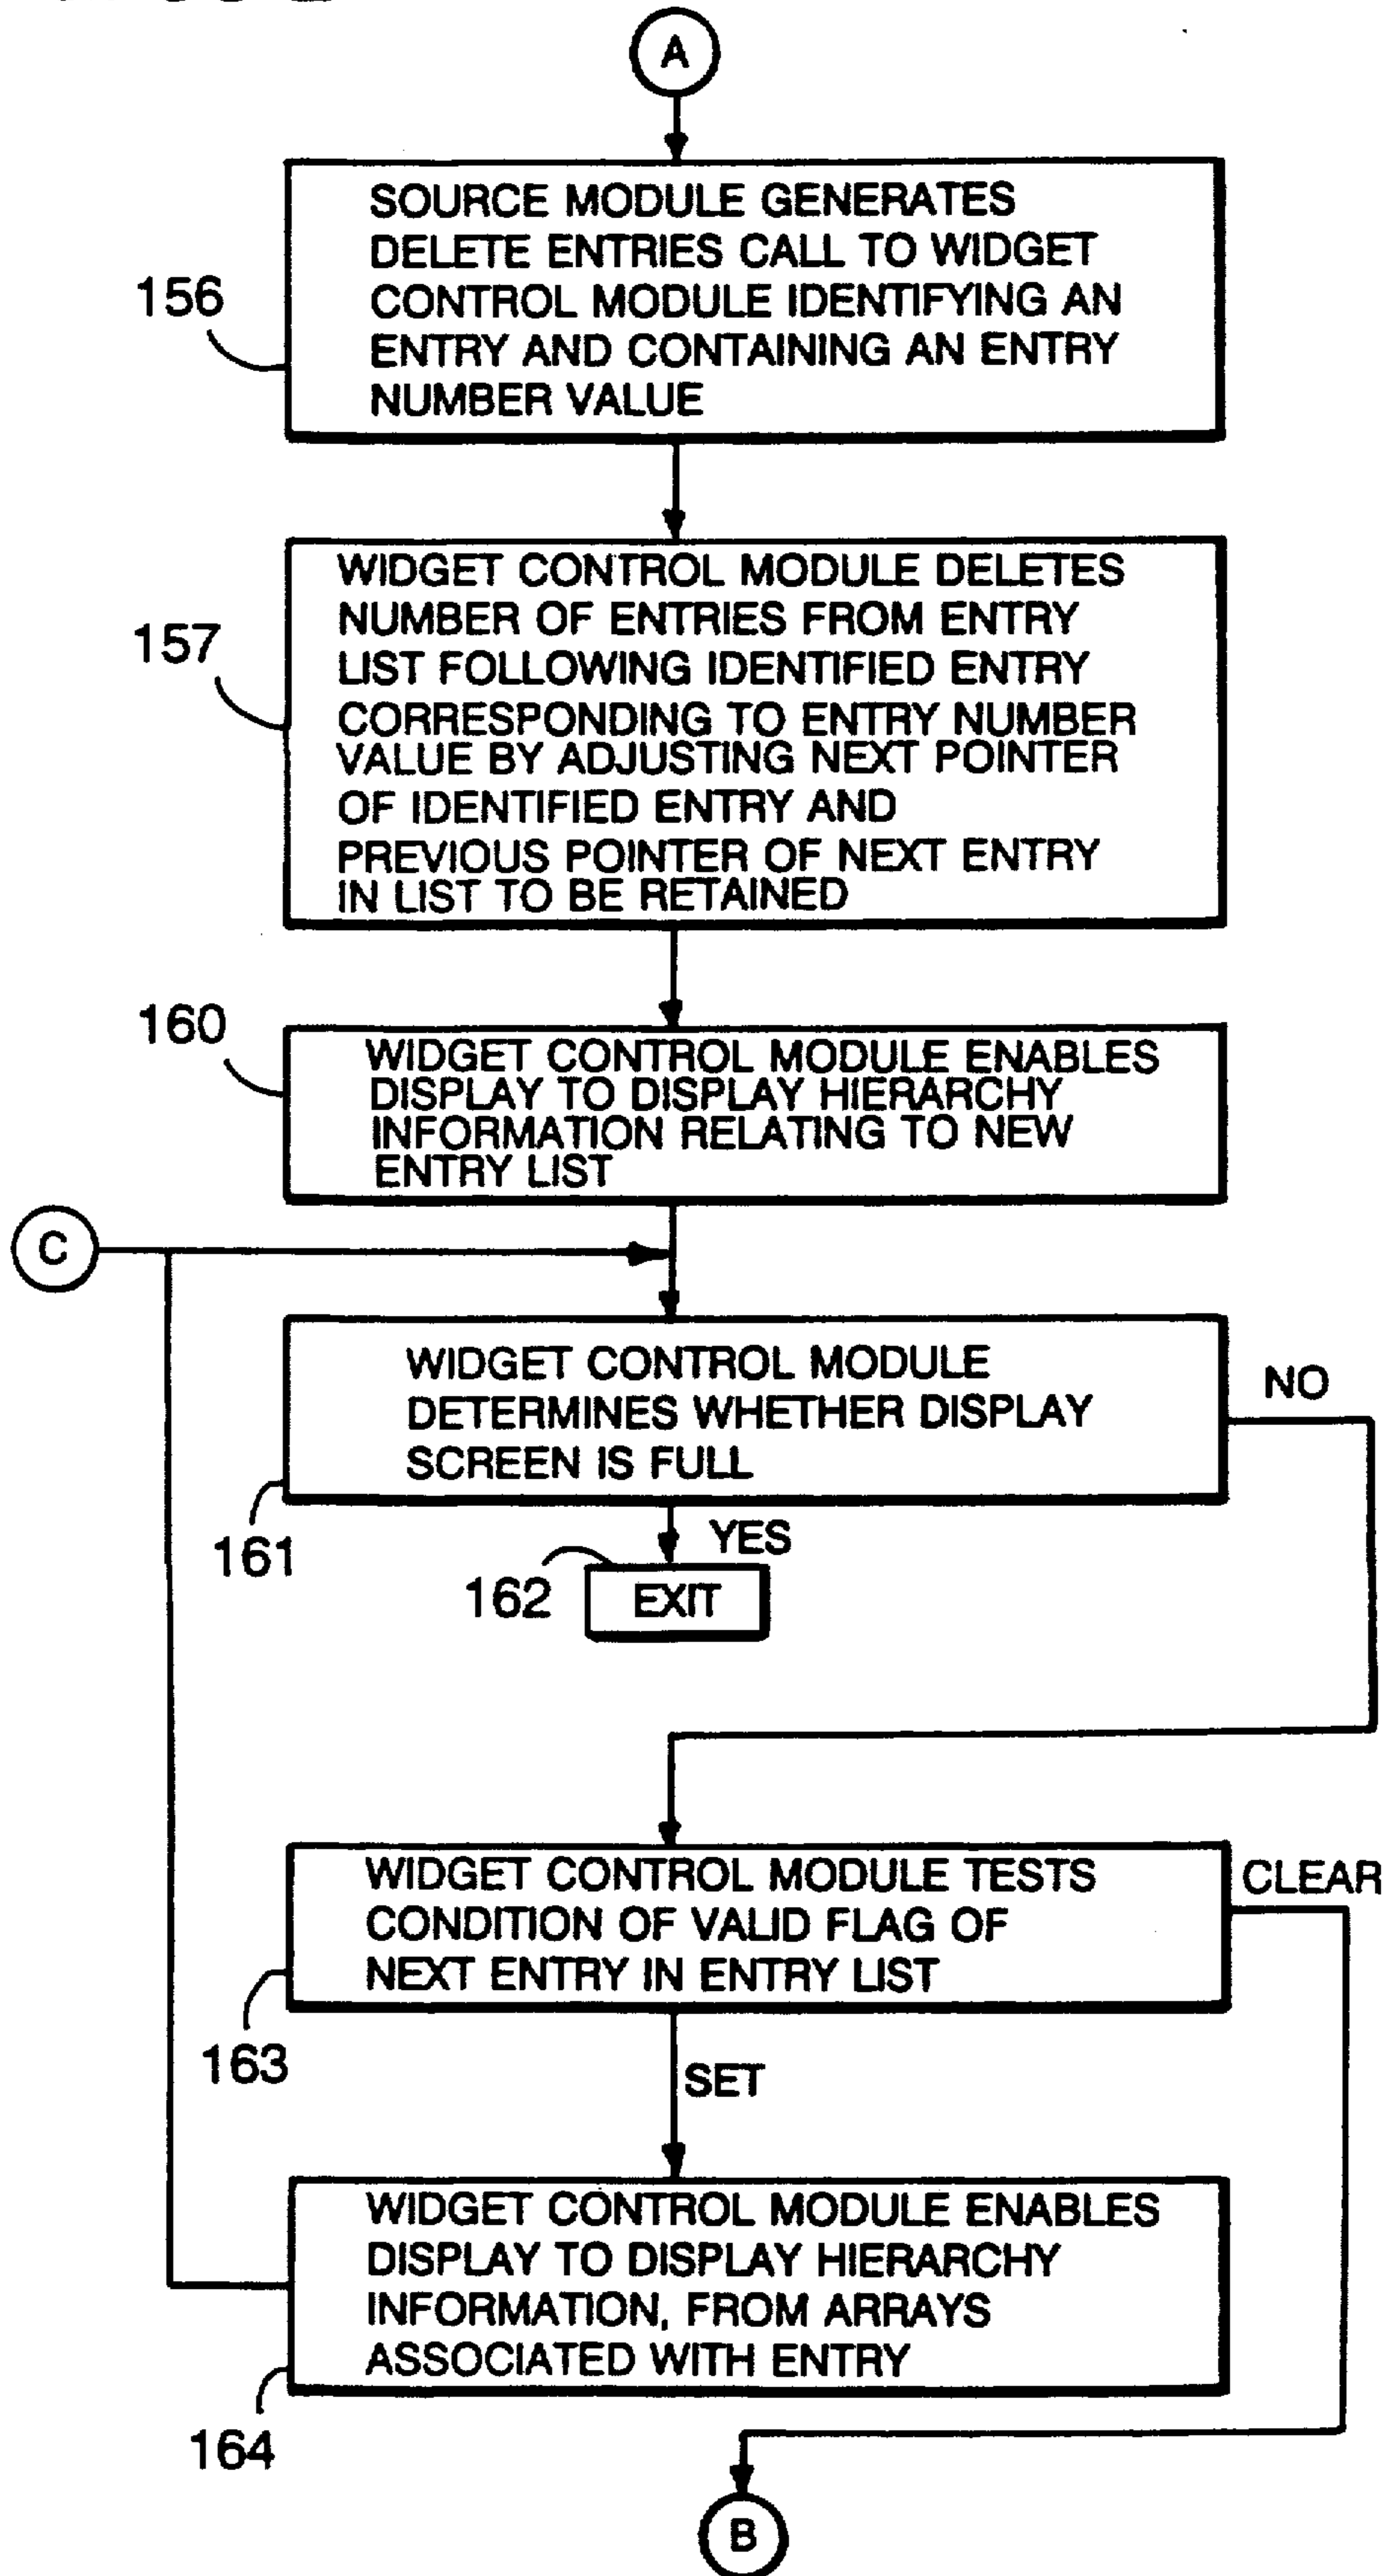 A
SOURCE MODULE GENERATES
DELETE ENTRIES CALL TO WIDGET
CONTROL MODULE IDENTIFYING AN
ENTRY AND CONTAINING AN ENTRY
NUMBER VALUE
156
WIDGET CONTROL MODULE DELETES
NUMBER OF ENTRIES FROM ENTRY
LIST FOLLOWING IDENTIFIED ENTRY
CORRESPONDING TO ENTRY NUMBER
VALUE BY ADJUSTING NEXT POINTER
OF IDENTIFIED ENTRY AND
PREVIOUS POINTER OF NEXT ENTRY
IN LIST TO BE RETAINED
157
160
WIDGET CONTROL MODULE ENABLES
DISPLAY TO DISPLAY HIERARCHY
INFORMATION RELATING TO NEW
ENTRY LIST
C
WIDGET CONTROL MODULE
DETERMINES WHETHER DISPLAY
SCREEN IS FULL
NO
161
YES
162
EXIT
WIDGET CONTROL MODULE TESTS
CONDITION OF VALID FLAG OF
NEXT ENTRY IN ENTRY LIST
CLEAR
163
SET
WIDGET CONTROL MODULE ENABLES
DISPLAY TO DISPLAY HIERARCHY
INFORMATION, FROM ARRAYS
ASSOCIATED WITH ENTRY
164
B